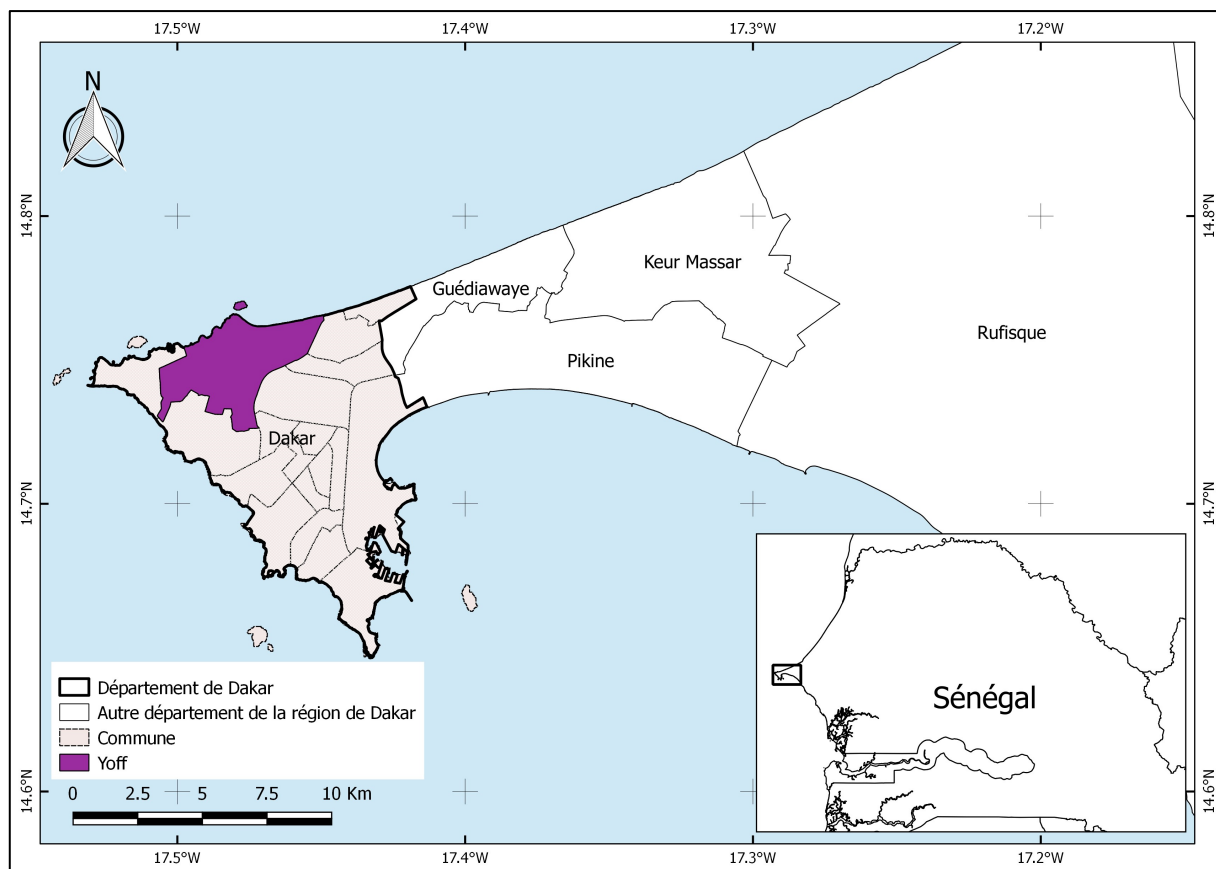 17.5°W 17.4°W 17.3°W 17.2°W
N
14.8°N 14.8°N
Keur Massar
Guédiawaye
Rufisque
Pikine
Dakar
14.7°N 14.7°N
Sénégal
Département de Dakar
Autre département de la région de Dakar
Commune
Yoff
0 2.5 5 7.5 10 Km
14.6°N 14.6°N
17.5°W 17.4°W 17.3°W 17.2°W